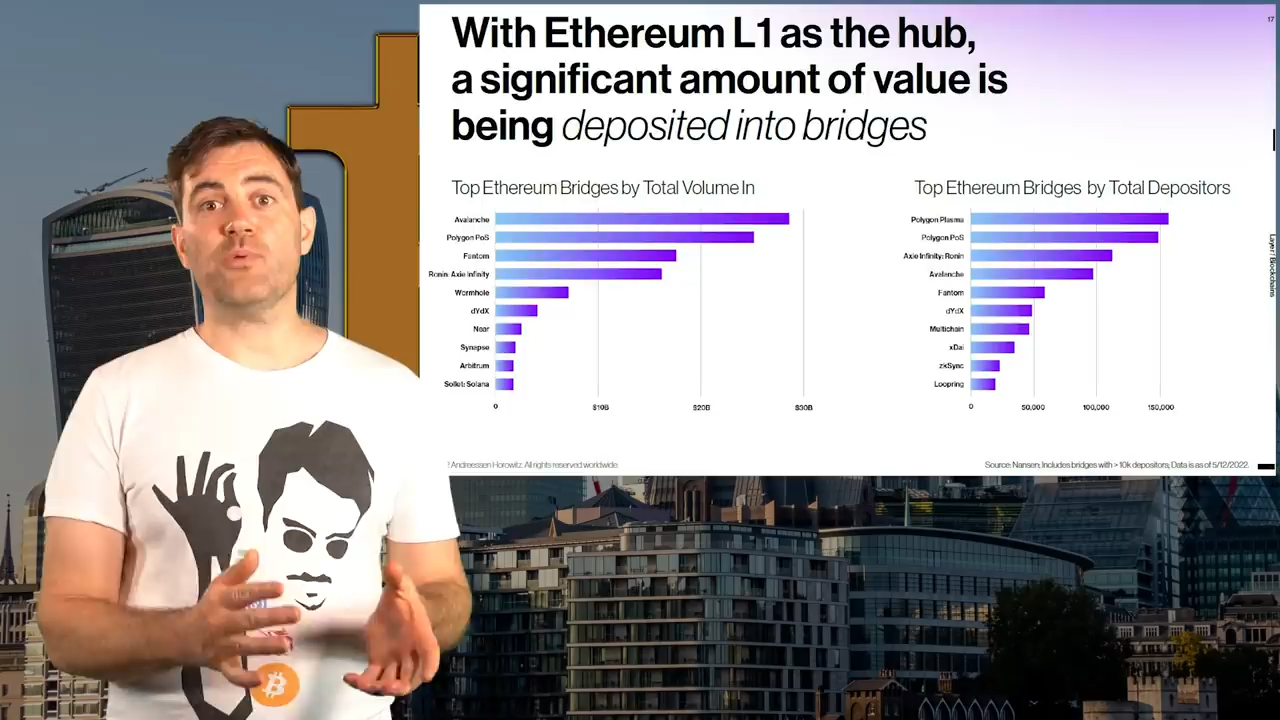 With Ethereum L1 as the hub,
a significant amount of value is
being deposited into bridges
17
Top Ethereum Bridges by Total Volume In
Avalanche
Polygon PoS
Fantom
Ronin: Axie Infinity
Wormhole
dYdX
Near
Synapse
Arbitrum
Sollet: Solana
0
$10B
$20B
$30B
Top Ethereum Bridges by Total Depositors
Polygon Plasma
Polygon PoS
Axie Infinity: Ronin
Avalanche
Fantom
dYdX
Multichain
xDai
zkSync
Loopring
0
50,000
100,000
150,000
Layer / Blockchains
Andreessen Horowitz. All rights reserved worldwide.
Source: Nansen; Includes bridges with >10k depositors; Data is as of 5/12/2022.